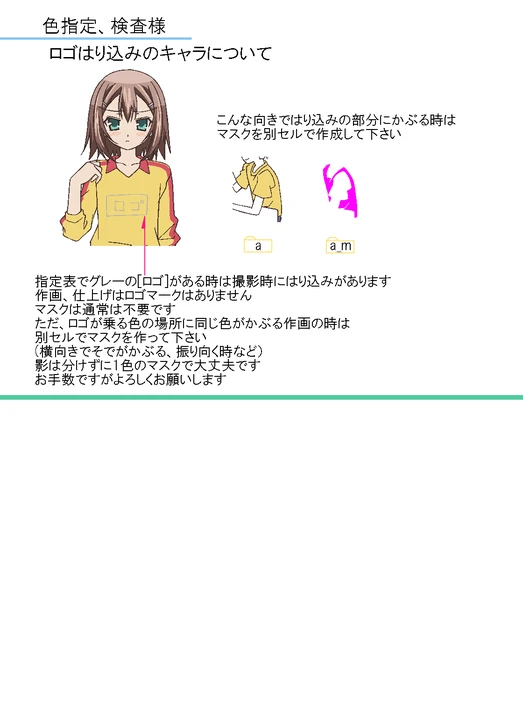 色指定、検査様
ロゴはり込みのキャラについて
こんな向きではり込みの部分にかぶる時は
マスクを別セルで作成して下さい
ロゴ
a
a_m
指定表でグレーの[ロゴ]がある時は撮影時にはり込みがあります
作画、仕上げはロゴマークはありません
マスクは通常は不要です
ただ、ロゴが乗る色の場所に同じ色がかぶる作画の時は
別セルでマスクを作って下さい
(横向きでそでがかぶる、振り向く時など)
影は分けずに1色のマスクで大丈夫です
お手数ですがよろしくお願いします